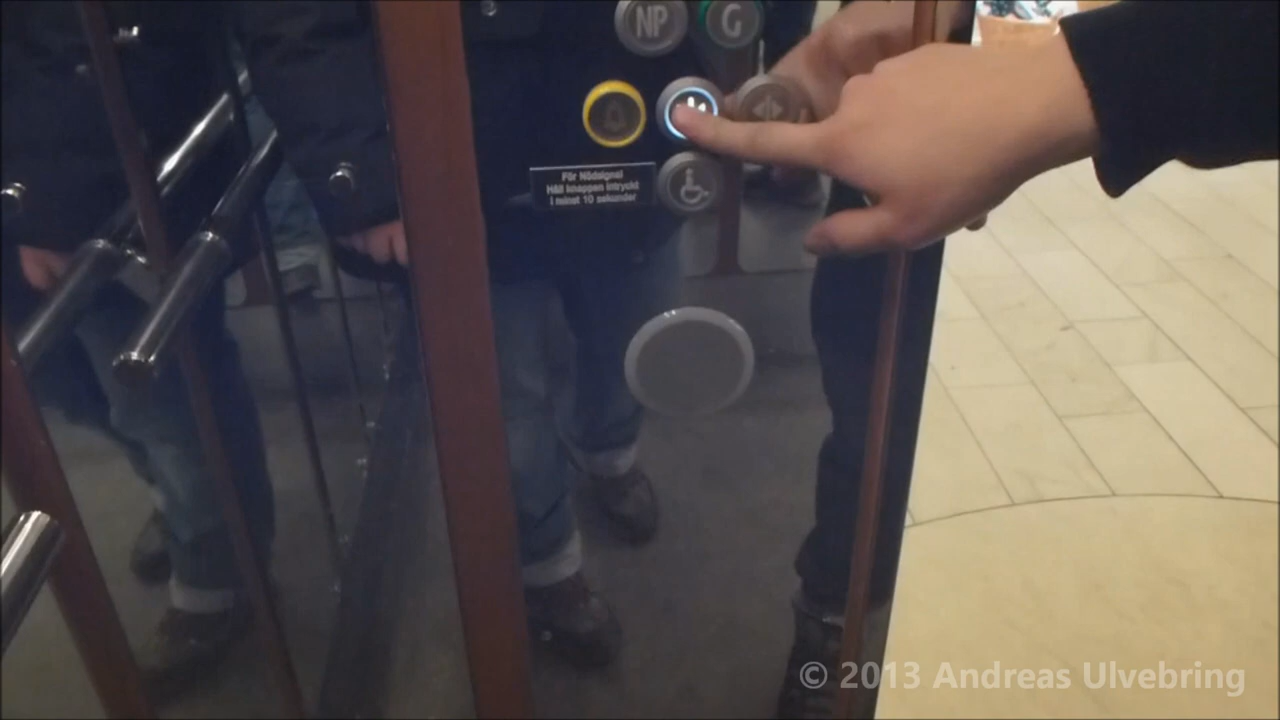 NP G
För Nödsignal
Håll knappen intryckt
i minst 10 sekunder
© 2013 Andreas Ulvebring